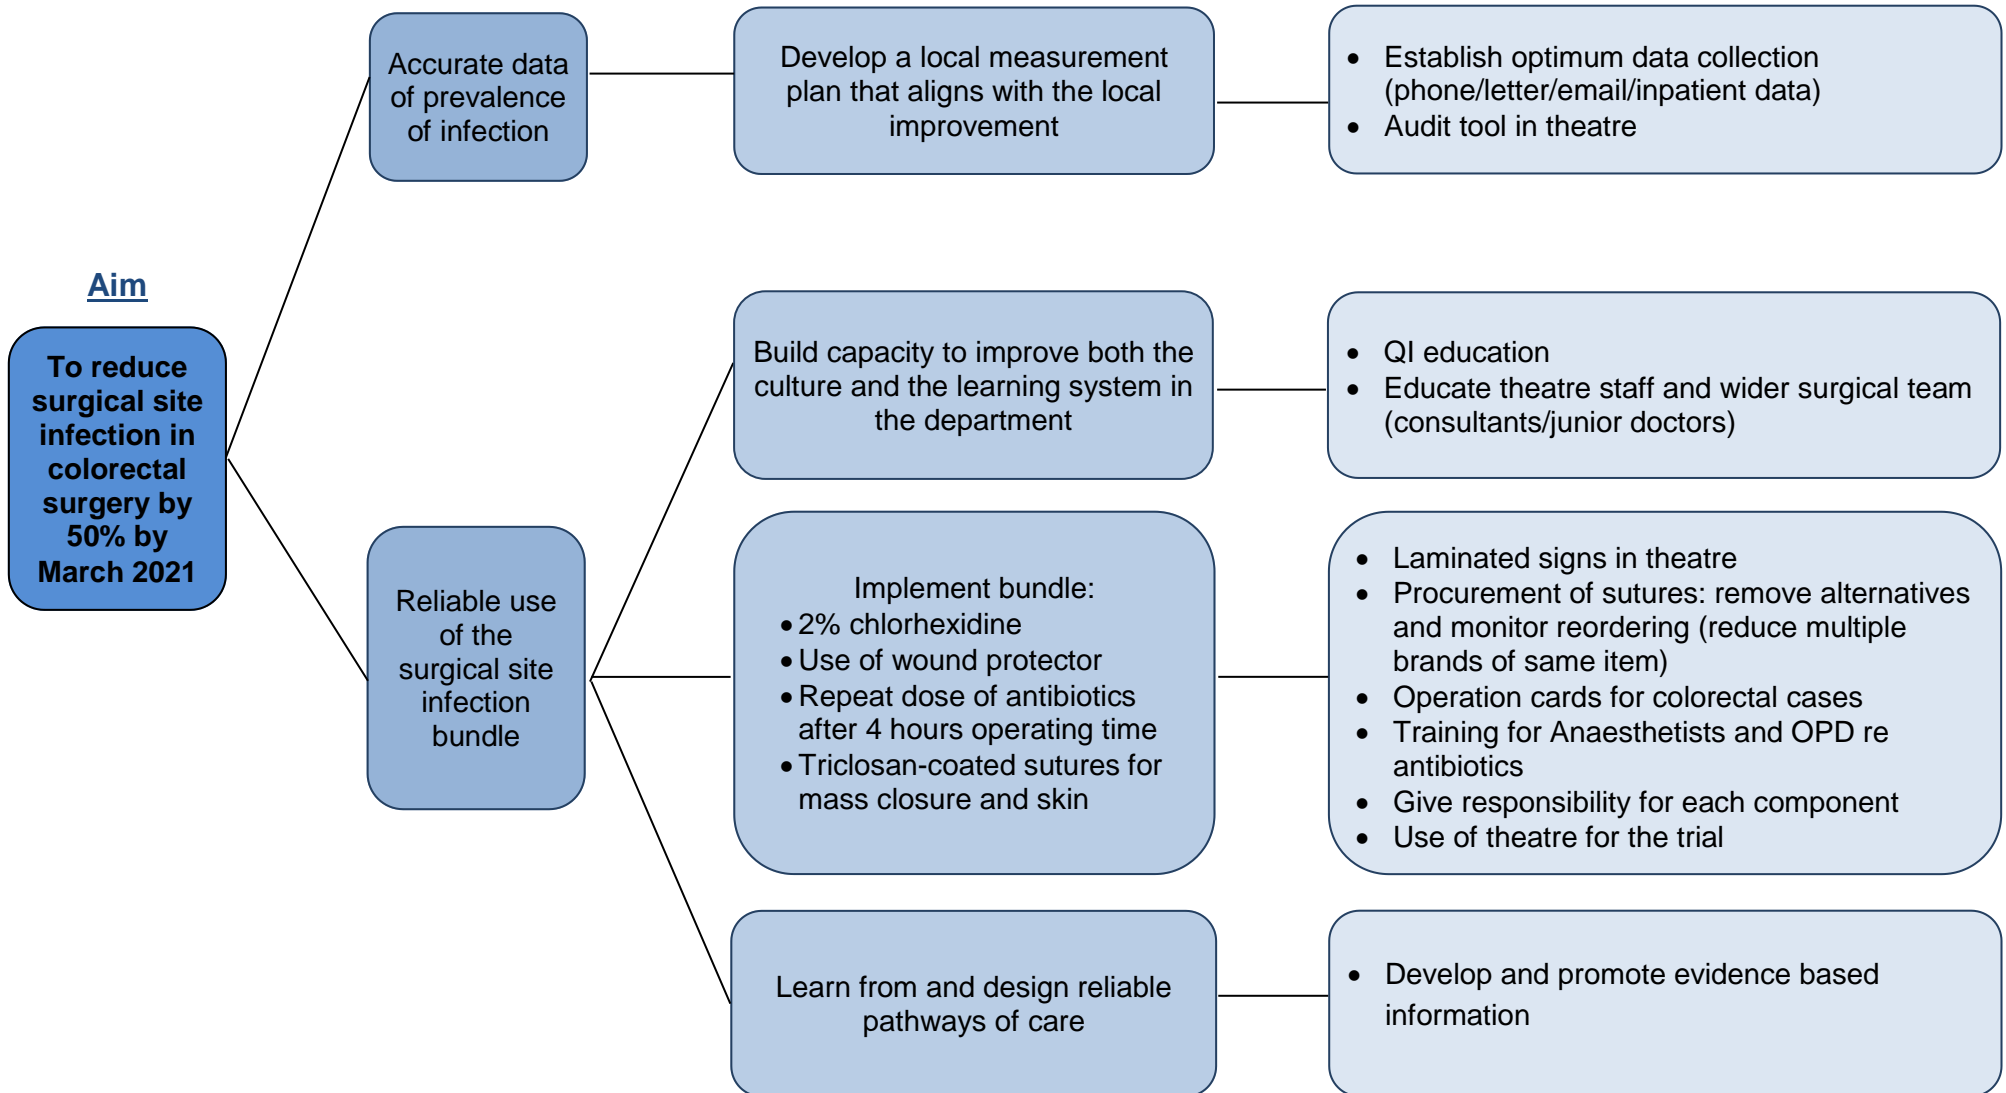 Aim
To reduce
surgical site
infection in
colorectal
surgery by
50% by
March 2021
Accurate data
of prevalence
of infection
Develop a local measurement
plan that aligns with the local
improvement
• Establish optimum data collection
(phone/letter/email/inpatient data)
• Audit tool in theatre
Reliable use
of the
surgical site
infection
bundle
Build capacity to improve both the
culture and the learning system in
the department
• QI education
• Educate theatre staff and wider surgical team
(consultants/junior doctors)
Implement bundle:
• 2% chlorhexidine
• Use of wound protector
• Repeat dose of antibiotics
after 4 hours operating time
• Triclosan-coated sutures for
mass closure and skin
• Laminated signs in theatre
• Procurement of sutures: remove alternatives
and monitor reordering (reduce multiple
brands of same item)
• Operation cards for colorectal cases
• Training for Anaesthetists and OPD re
antibiotics
• Give responsibility for each component
• Use of theatre for the trial
Learn from and design reliable
pathways of care
• Develop and promote evidence based
information